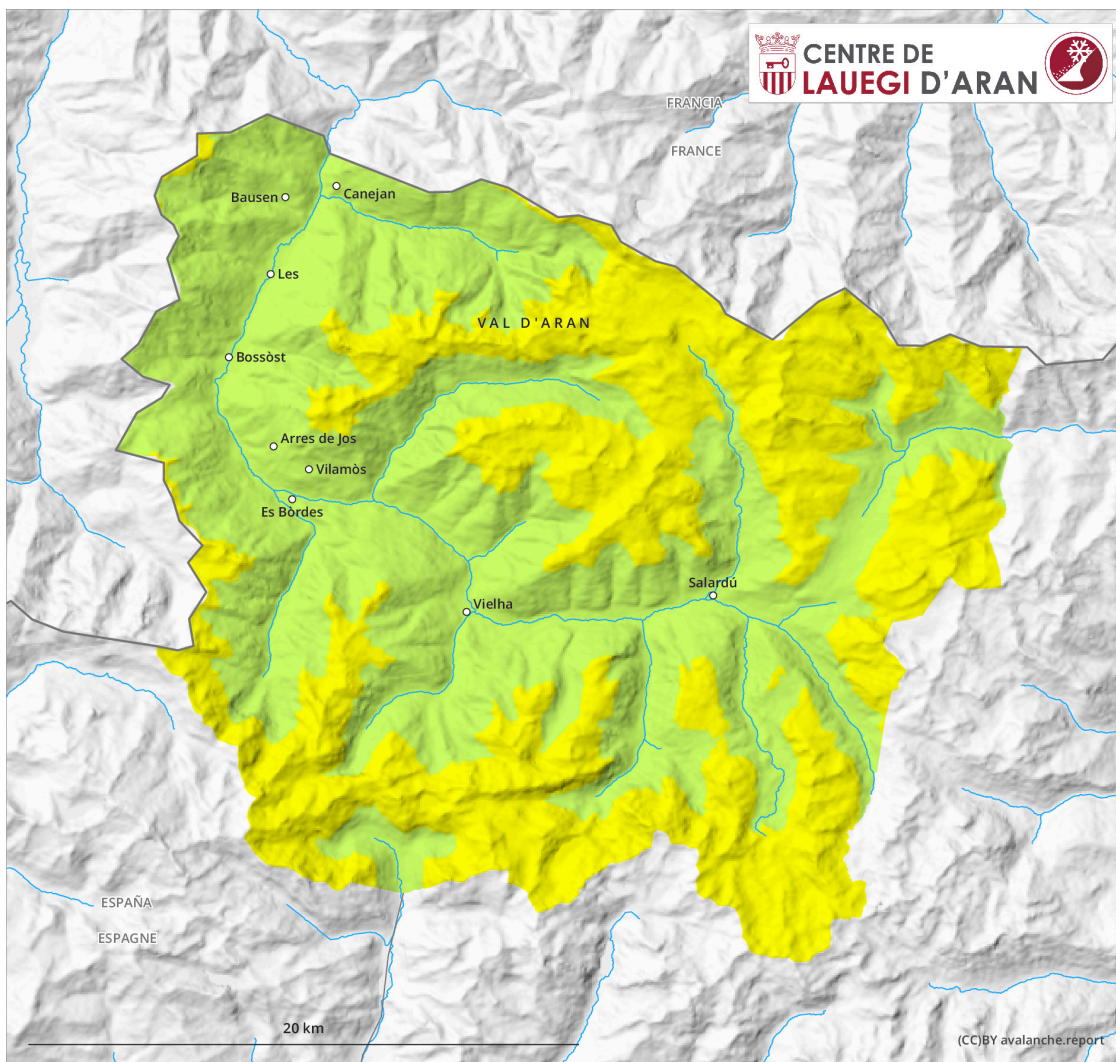 CENTRE DE
LAUEGI D'ARAN
FRANCIA
FRANCE
Canejan
Bausen
Les
VAL D'ARAN
Bossòst
Arres de Jos
Vilamòs
Es Bòrdes
Salardú
Vielha
ESPAÑA
ESPAGNE
20 km
(CC)BY avalanche.report